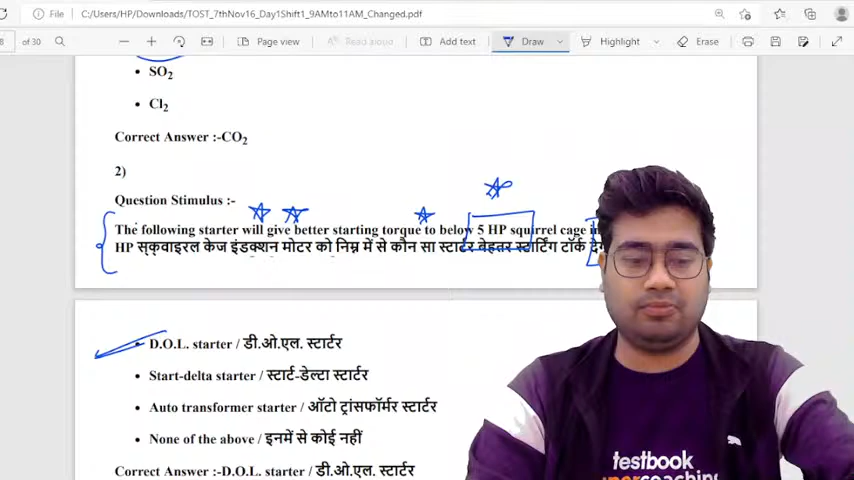 File
C:/Users/HP/Downloads/TOST_7thNov16_Day1Shift1_9AMto11AM_Changed.pdf
8 of 30
Page view
Read aloud
Add text
Draw
Highlight
Erase
• SO2
• Cl2
Correct Answer :-CO2
2)
Question Stimulus :-
The following starter will give better starting torque to below 5 HP squirrel cage
HP स्क्वाइरल केज इंडक्शन मोटर को निम्न में से कौन सा स्टार्टर बेहतर स्टार्टिंग टॉर्क
• D.O.L. starter / डी.ओ.एल. स्टार्टर
• Start-delta starter / स्टार्ट-डेल्टा स्टार्टर
• Auto transformer starter / ऑटो ट्रांसफॉर्मर स्टार्टर
• None of the above / इनमें से कोई नहीं
Correct Answer :-D.O.L. starter / डी.ओ.एल. स्टार्टर
testbook